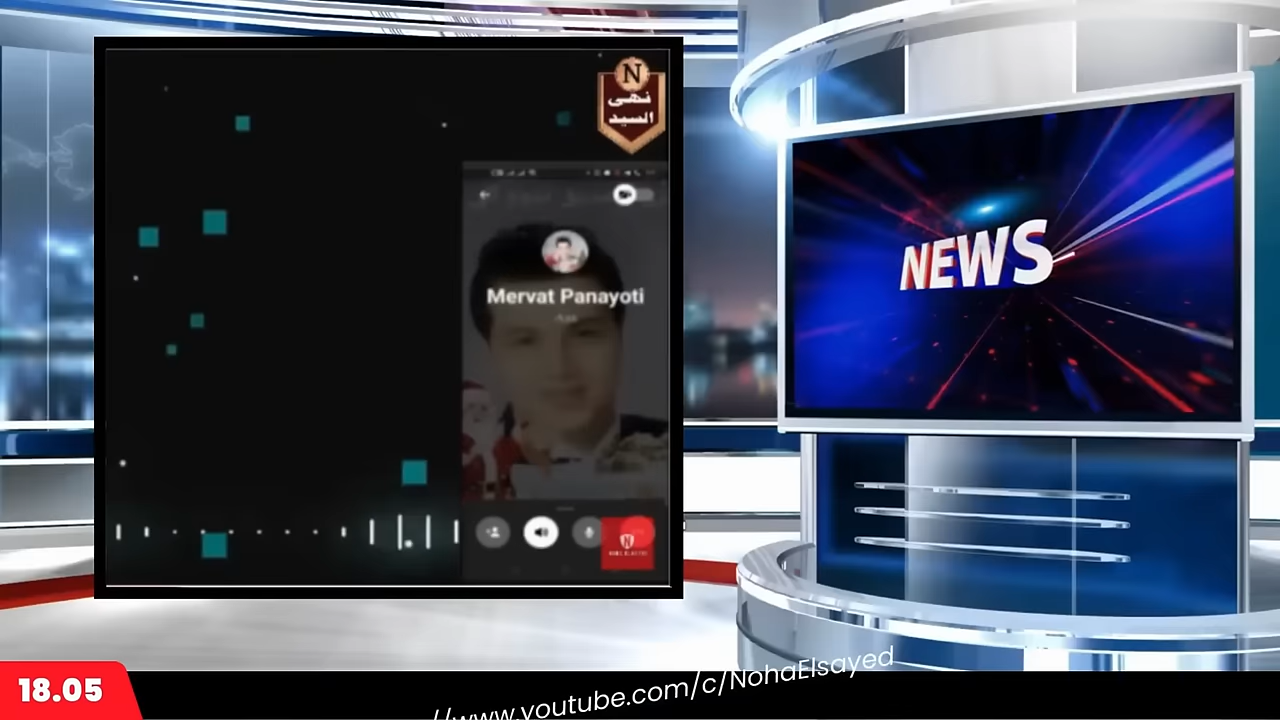 N
نهى
السيد
Mervat Panayoti
NEWS
18.05
//www.youtube.com/c/NohaElsayed